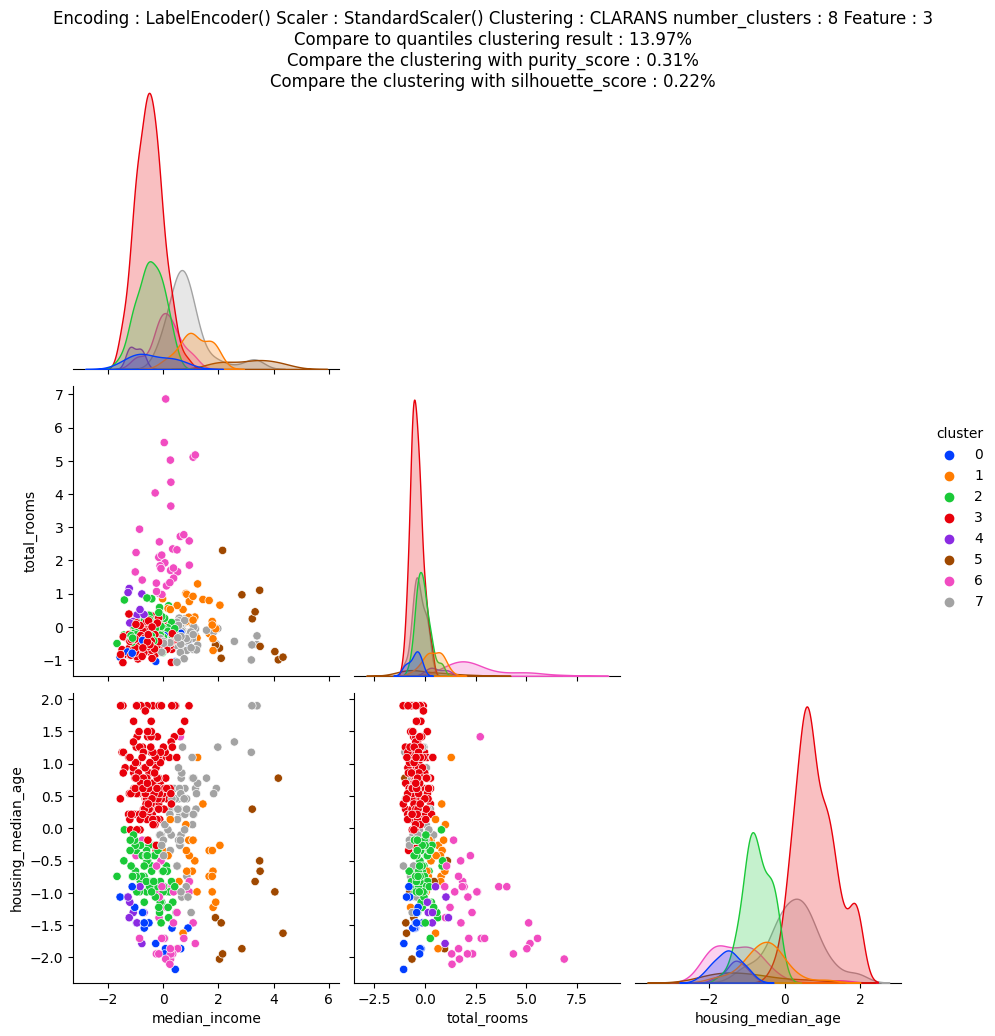 Encoding : LabelEncoder() Scaler : StandardScaler() Clustering : CLARANS number_clusters : 8 Feature : 3
Compare to quantiles clustering result : 13.97%
Compare the clustering with purity_score : 0.31%
Compare the clustering with silhouette_score : 0.22%
7
6
5
4
3
2
1
0
−1
total_rooms
cluster
0
1
2
3
4
5
6
7
2.0
1.5
1.0
0.5
0.0
−0.5
−1.0
−1.5
−2.0
housing_median_age
−2 0 2 4 6
median_income
−2.5 0.0 2.5 5.0 7.5
total_rooms
−2 0 2
housing_median_age